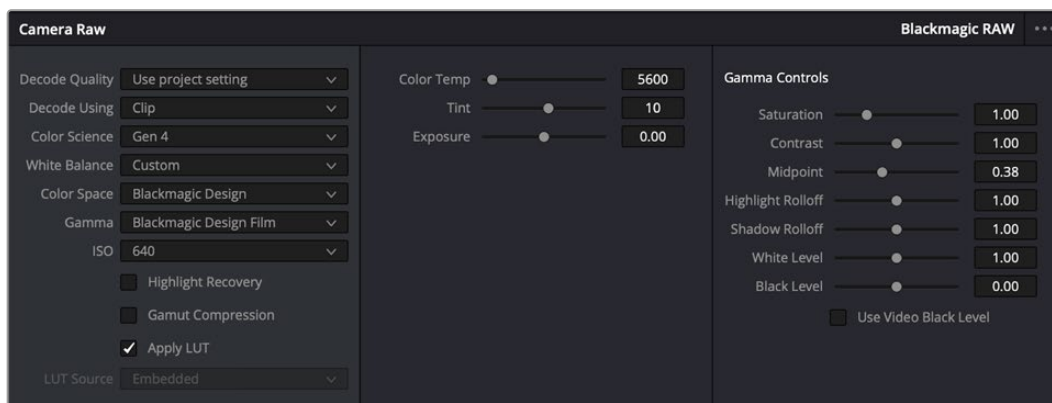 Camera Raw
Blackmagic RAW
Decode Quality Use project setting
Decode Using Clip
Color Science Gen 4
White Balance Custom
Color Space Blackmagic Design
Gamma Blackmagic Design Film
ISO 640
Highlight Recovery
Gamut Compression
Apply LUT
LUT Source Embedded
Color Temp 5600
Tint 10
Exposure 0.00
Gamma Controls
Saturation 1.00
Contrast 1.00
Midpoint 0.38
Highlight Rolloff 1.00
Shadow Rolloff 1.00
White Level 1.00
Black Level 0.00
Use Video Black Level